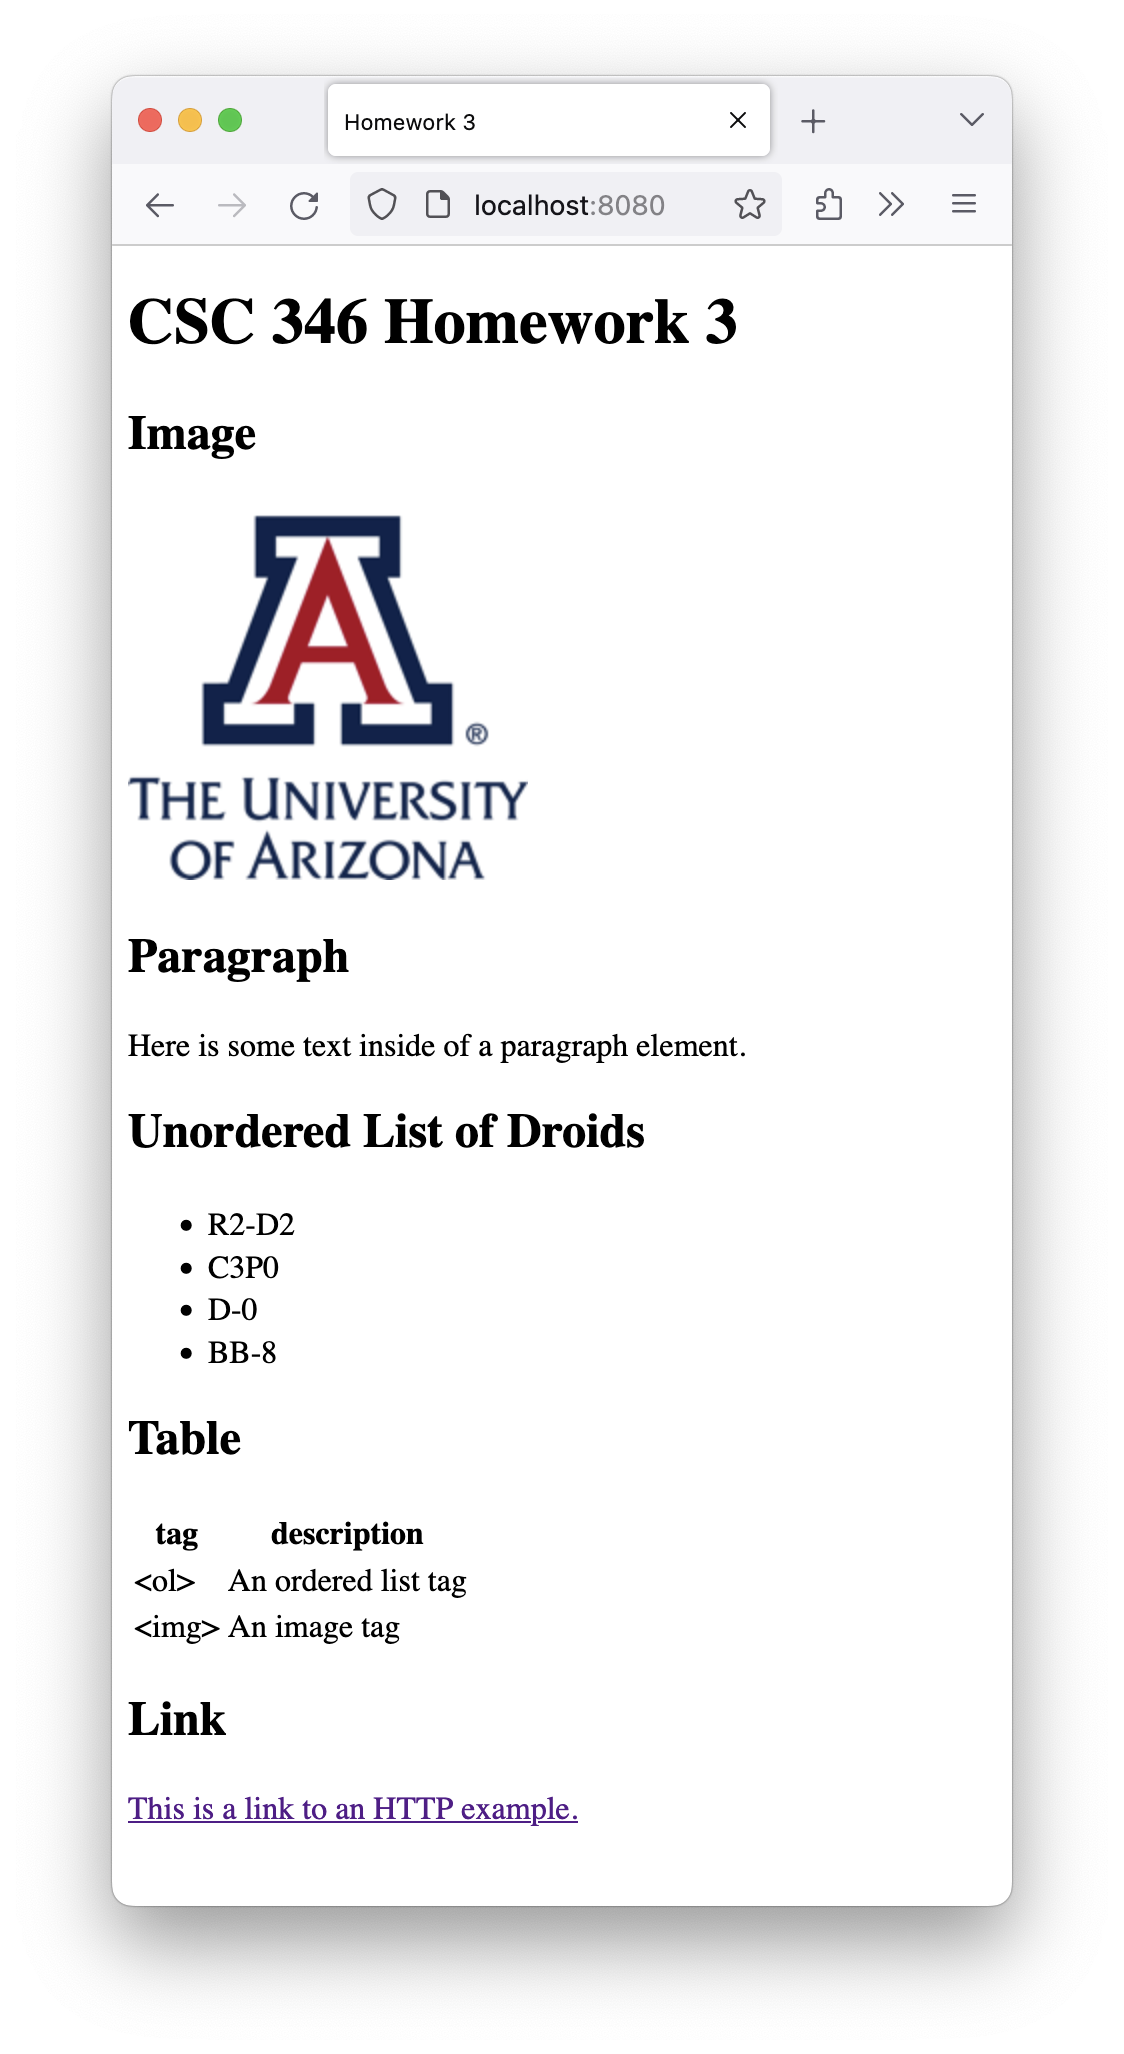 Homework 3
localhost:8080
CSC 346 Homework 3
Image
A
®
THE UNIVERSITY
OF ARIZONA
Paragraph
Here is some text inside of a paragraph element.
Unordered List of Droids
• R2-D2
• C3P0
• D-0
• BB-8
Table
tag description
<ol> An ordered list tag
<img> An image tag
Link
This is a link to an HTTP example.